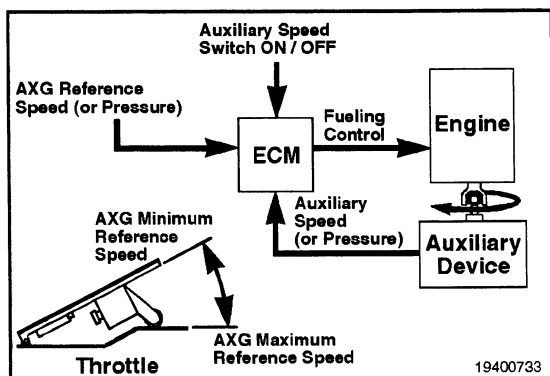 Auxiliary Speed
Switch ON / OFF
AXG Reference
Speed (or Pressure)
Fueling
Control
Engine
ECM
AXG Minimum
Reference
Speed
Auxiliary
Speed
(or Pressure)
Auxiliary
Device
AXG Maximum
Reference Speed
Throttle
19400733